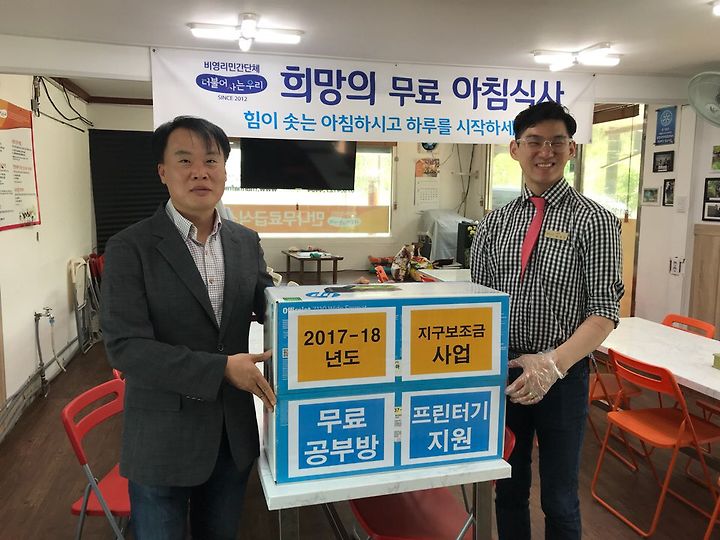 비영리민간단체
더불어 사는 우리
SINCE 2012
희망의 무료 아침식사
힘이 솟는 아침하시고 하루를 시작하세
2017-18
년도
지구보조금
사업
무료
공부방
프린터기
지원